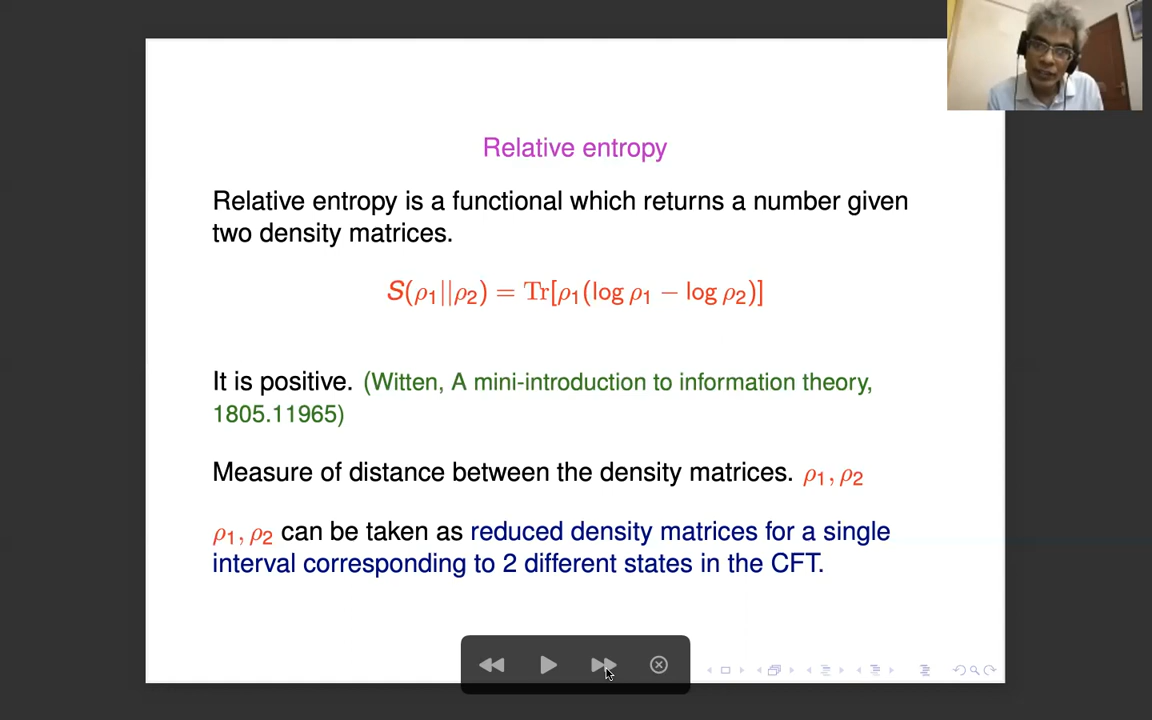 Relative entropy
Relative entropy is a functional which returns a number given
two density matrices.
S(ρ₁||ρ₂) = Tr[ρ₁(log ρ₁ − log ρ₂)]
It is positive. (Witten, A mini-introduction to information theory,
1805.11965)
Measure of distance between the density matrices. ρ₁, ρ₂
ρ₁, ρ₂ can be taken as reduced density matrices for a single
interval corresponding to 2 different states in the CFT.